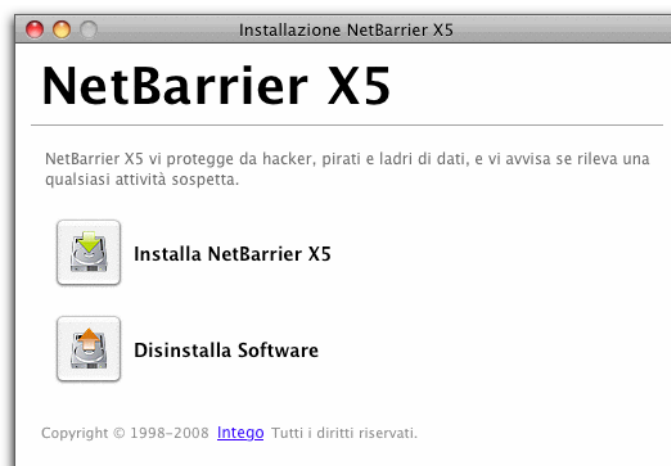 Installazione NetBarrier X5
NetBarrier X5
NetBarrier X5 vi protegge da hacker, pirati e ladri di dati, e vi avvisa se rileva una
qualsiasi attività sospetta.
Installa NetBarrier X5
Disinstalla Software
Copyright © 1998-2008 Intego Tutti i diritti riservati.